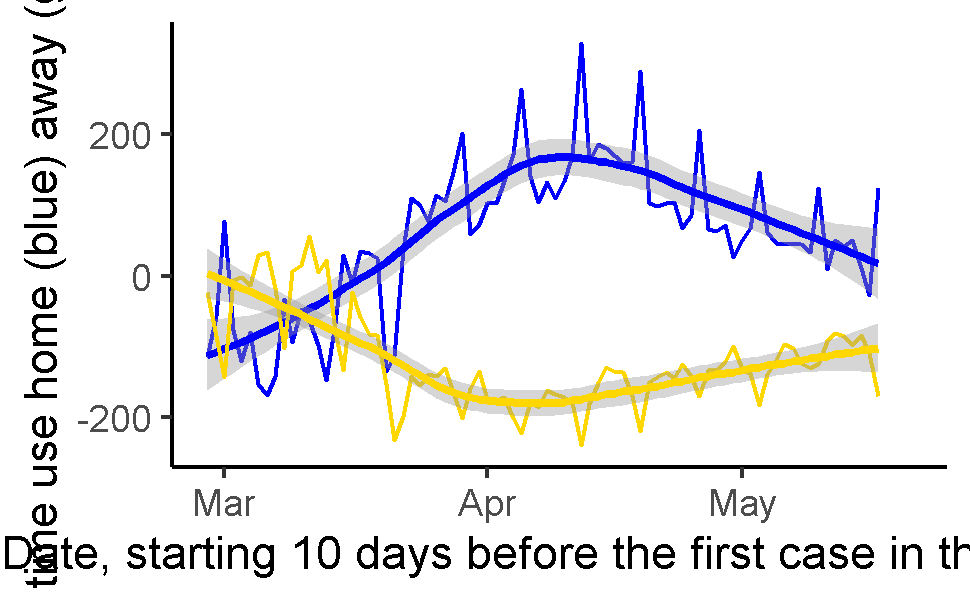 time use home (blue) away (
200
0
-200
Mar Apr May
Date, starting 10 days before the first case in th